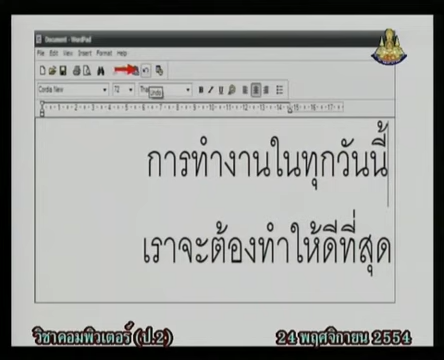 Document - WordPad
File Edit View Insert Format Help
Undo
Cordia New 72 Thai
การทำงานในทุกวันนี้
เราจะต้องทำให้ดีที่สุด
วิชาคอมพิวเตอร์ (ป.2) 24 พฤศจิกายน 2554